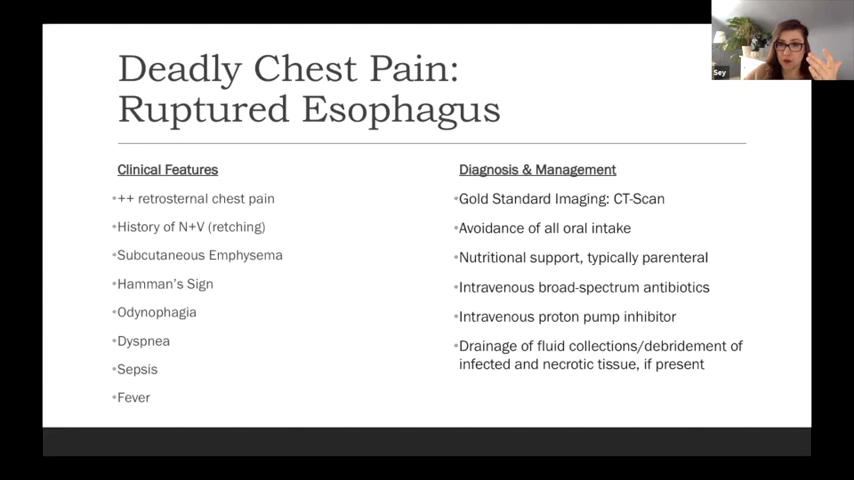 Deadly Chest Pain:
Ruptured Esophagus
Clinical Features
•++ retrosternal chest pain
•History of N+V (retching)
•Subcutaneous Emphysema
•Hamman's Sign
•Odynophagia
•Dyspnea
•Sepsis
•Fever
Diagnosis & Management
•Gold Standard Imaging: CT-Scan
•Avoidance of all oral intake
•Nutritional support, typically parenteral
•Intravenous broad-spectrum antibiotics
•Intravenous proton pump inhibitor
•Drainage of fluid collections/debridement of
infected and necrotic tissue, if present
Sey